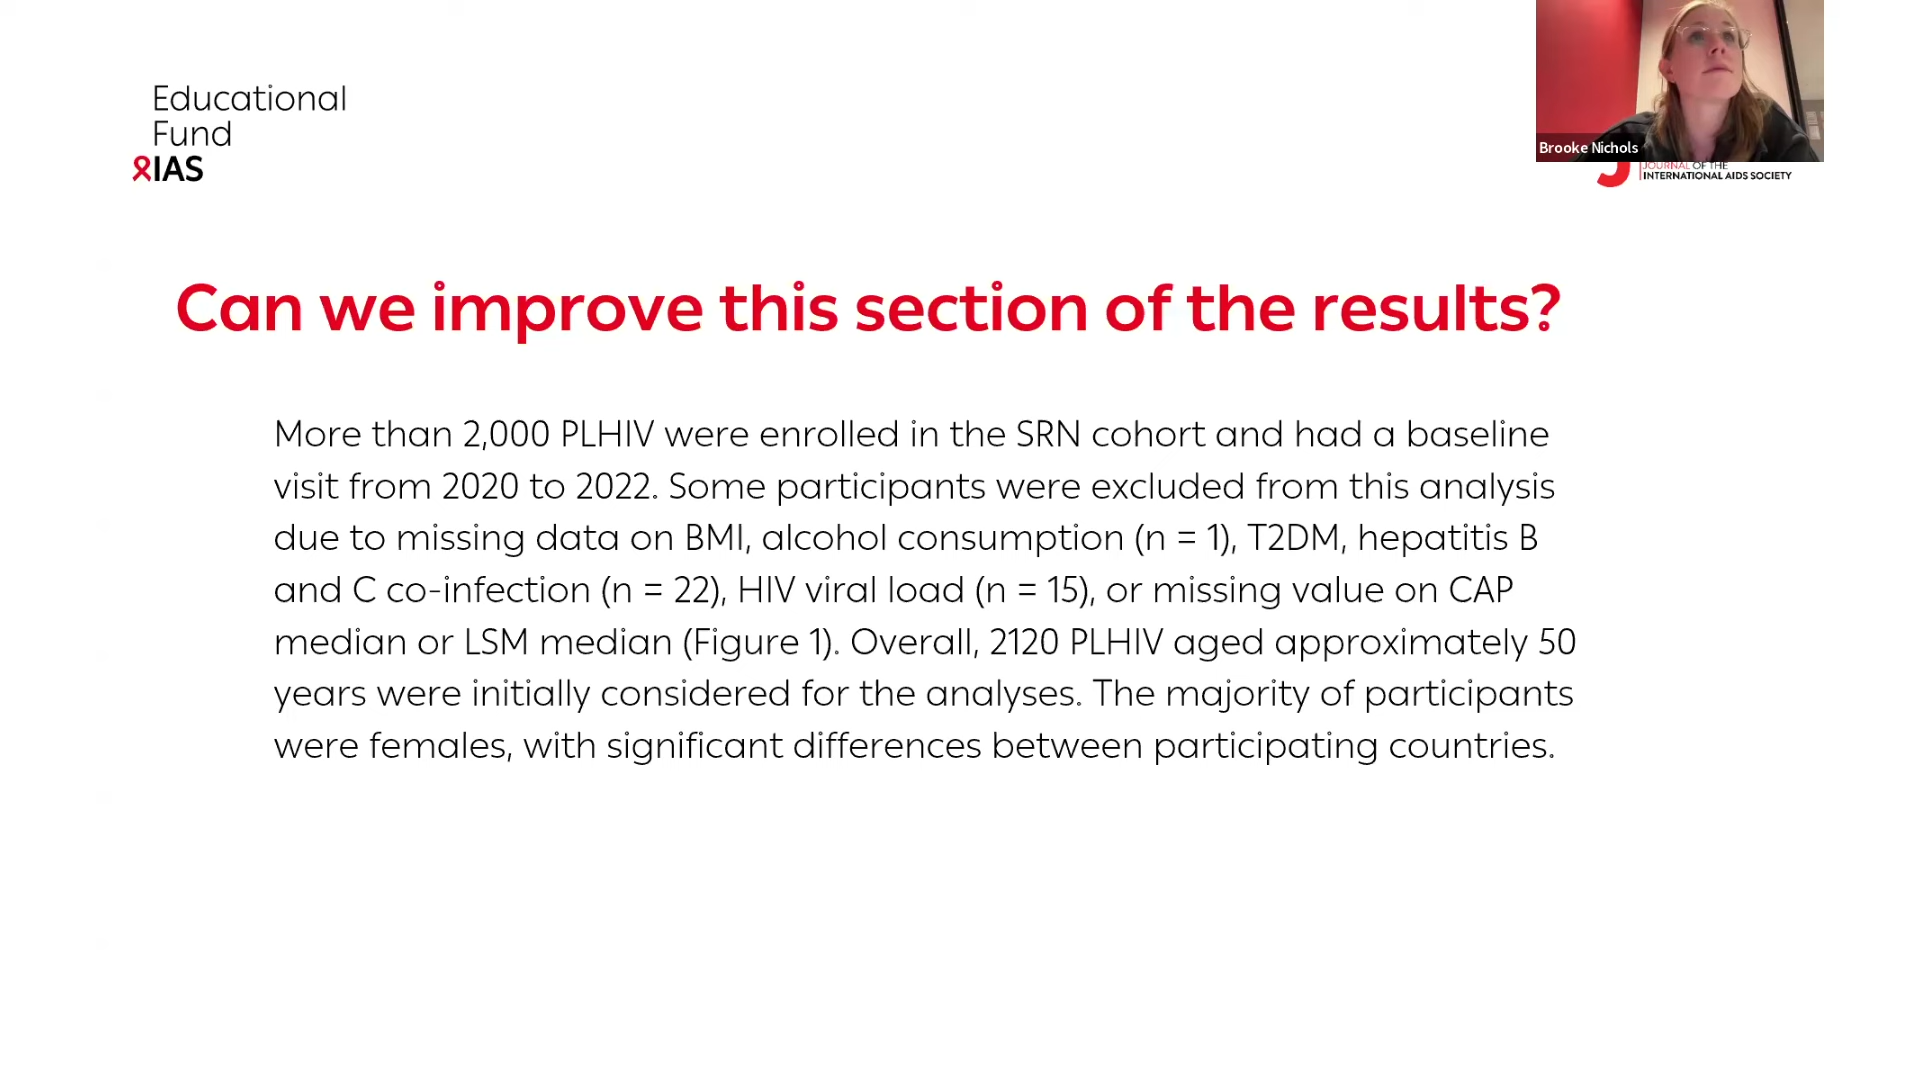 Educational
Fund
IAS
Brooke Nichols
JOURNAL OF THE
INTERNATIONAL AIDS SOCIETY
Can we improve this section of the results?
More than 2,000 PLHIV were enrolled in the SRN cohort and had a baseline
visit from 2020 to 2022. Some participants were excluded from this analysis
due to missing data on BMI, alcohol consumption (n = 1), T2DM, hepatitis B
and C co-infection (n = 22), HIV viral load (n = 15), or missing value on CAP
median or LSM median (Figure 1). Overall, 2120 PLHIV aged approximately 50
years were initially considered for the analyses. The majority of participants
were females, with significant differences between participating countries.